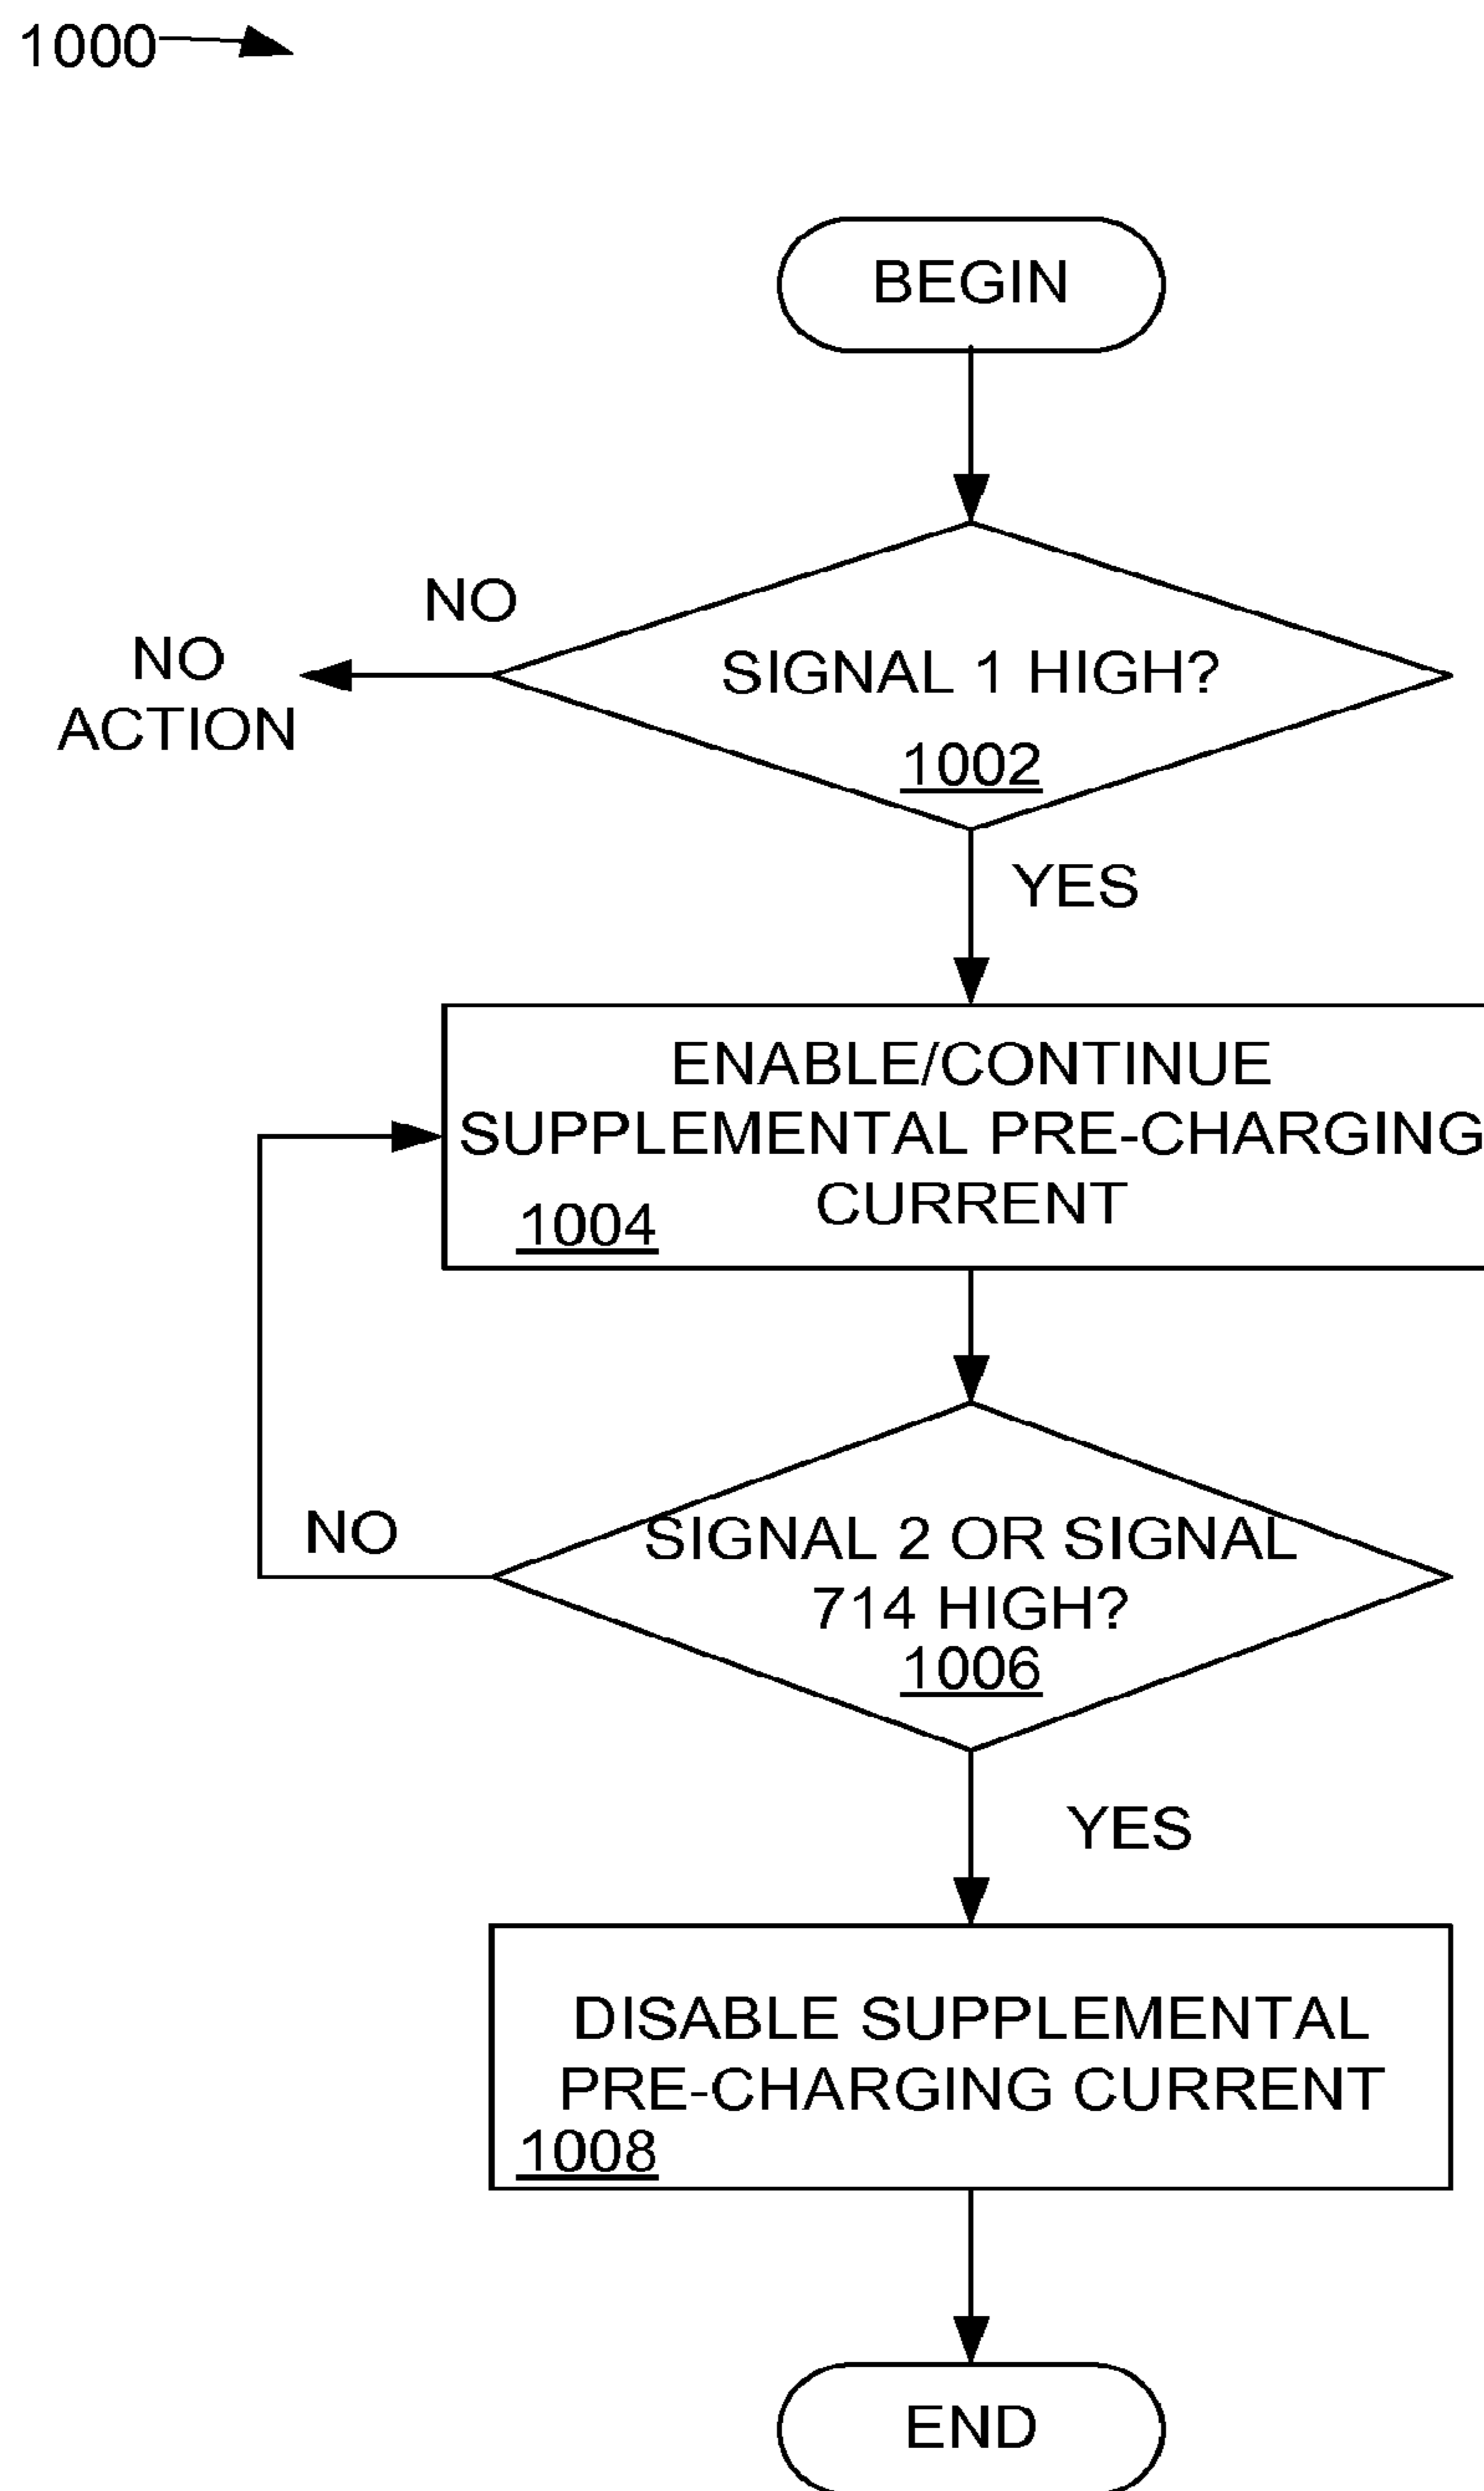 1000
BEGIN
NO
NO
ACTION
SIGNAL 1 HIGH?
1002
YES
ENABLE/CONTINUE
SUPPLEMENTAL PRE-CHARGING
CURRENT
1004
NO
SIGNAL 2 OR SIGNAL
714 HIGH?
1006
YES
DISABLE SUPPLEMENTAL
PRE-CHARGING CURRENT
1008
END